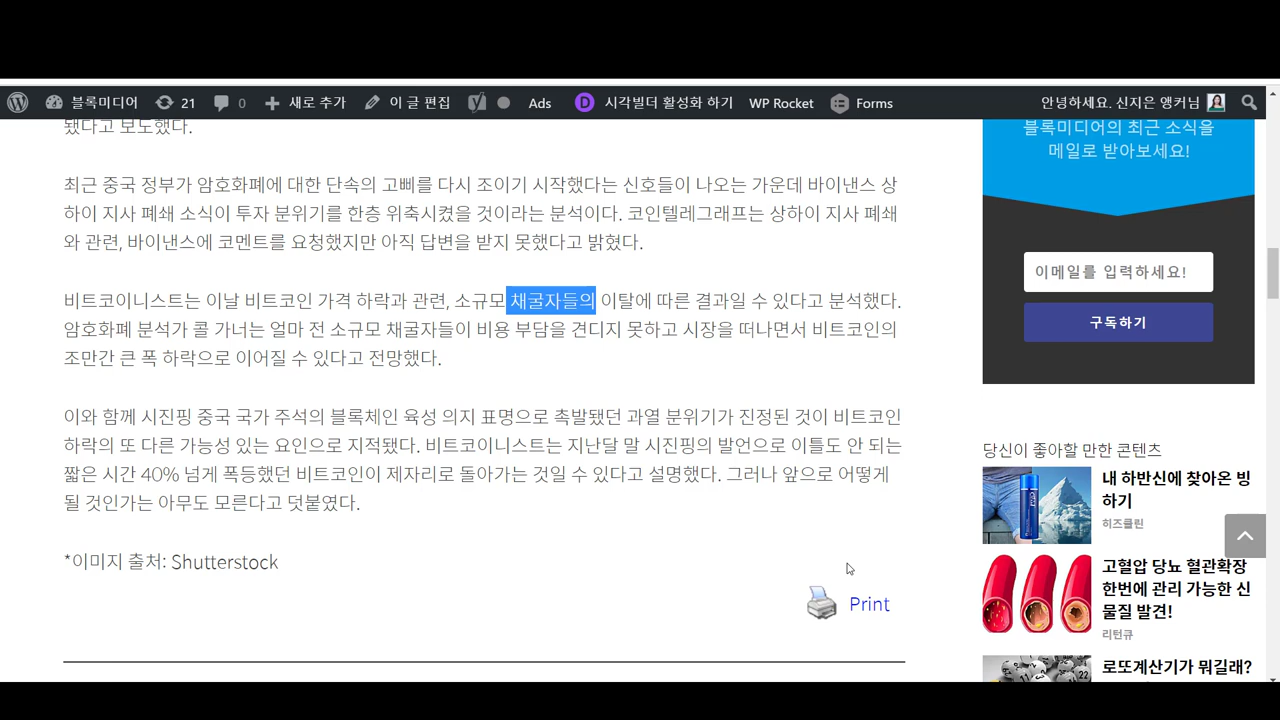 블록미디어 21 0 새로 추가 이 글 편집 Ads 시각빌더 활성화 하기 WP Rocket Forms 안녕하세요. 신지은 앵커님
됐다고 보도했다.
최근 중국 정부가 암호화폐에 대한 단속의 고삐를 다시 조이기 시작했다는 신호들이 나오는 가운데 바이낸스 상
하이 지사 폐쇄 소식이 투자 분위기를 한층 위축시켰을 것이라는 분석이다. 코인텔레그래프는 상하이 지사 폐쇄
와 관련, 바이낸스에 코멘트를 요청했지만 아직 답변을 받지 못했다고 밝혔다.
비트코이니스트는 이날 비트코인 가격 하락과 관련, 소규모 채굴자들의 이탈에 따른 결과일 수 있다고 분석했다.
암호화폐 분석가 콜 가너는 얼마 전 소규모 채굴자들이 비용 부담을 견디지 못하고 시장을 떠나면서 비트코인의
조만간 큰 폭 하락으로 이어질 수 있다고 전망했다.
이와 함께 시진핑 중국 국가 주석의 블록체인 육성 의지 표명으로 촉발됐던 과열 분위기가 진정된 것이 비트코인
하락의 또 다른 가능성 있는 요인으로 지적됐다. 비트코이니스트는 지난달 말 시진핑의 발언으로 이틀도 안 되는
짧은 시간 40% 넘게 폭등했던 비트코인이 제자리로 돌아가는 것일 수 있다고 설명했다. 그러나 앞으로 어떻게
될 것인가는 아무도 모른다고 덧붙였다.
*이미지 출처: Shutterstock
Print
블록미디어의 최근 소식을
메일로 받아보세요!
이메일를 입력하세요!
구독하기
당신이 좋아할 만한 콘텐츠
내 하반신에 찾아온 빙
하기
히즈클린
고혈압 당뇨 혈관확장
한번에 관리 가능한 신
물질 발견!
리턴큐
로또계산기가 뭐길래?